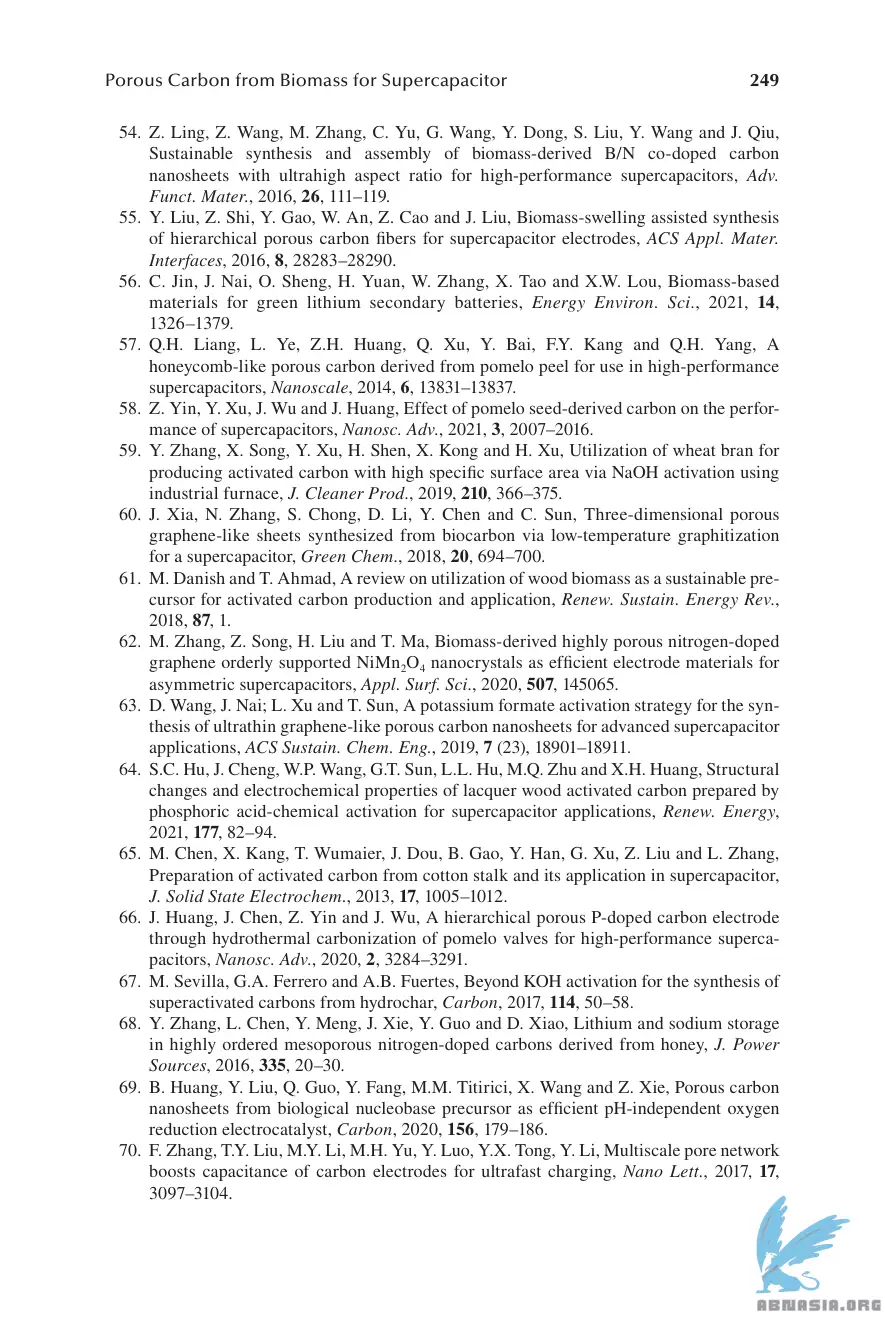 Porous Carbon from Biomass for Supercapacitor 249
54. Z. Ling, Z. Wang, M. Zhang, C. Yu, G. Wang, Y. Dong, S. Liu, Y. Wang and J. Qiu,
Sustainable synthesis and assembly of biomass-derived B/N co-doped carbon
nanosheets with ultrahigh aspect ratio for high-performance supercapacitors, Adv.
Funct. Mater., 2016, 26, 111–119.
55. Y. Liu, Z. Shi, Y. Gao, W. An, Z. Cao and J. Liu, Biomass-swelling assisted synthesis
of hierarchical porous carbon fibers for supercapacitor electrodes, ACS Appl. Mater.
Interfaces, 2016, 8, 28283–28290.
56. C. Jin, J. Nai, O. Sheng, H. Yuan, W. Zhang, X. Tao and X.W. Lou, Biomass-based
materials for green lithium secondary batteries, Energy Environ. Sci., 2021, 14,
1326–1379.
57. Q.H. Liang, L. Ye, Z.H. Huang, Q. Xu, Y. Bai, F.Y. Kang and Q.H. Yang, A
honeycomb-like porous carbon derived from pomelo peel for use in high-performance
supercapacitors, Nanoscale, 2014, 6, 13831–13837.
58. Z. Yin, Y. Xu, J. Wu and J. Huang, Effect of pomelo seed-derived carbon on the perfor-
mance of supercapacitors, Nanosc. Adv., 2021, 3, 2007–2016.
59. Y. Zhang, X. Song, Y. Xu, H. Shen, X. Kong and H. Xu, Utilization of wheat bran for
producing activated carbon with high specific surface area via NaOH activation using
industrial furnace, J. Cleaner Prod., 2019, 210, 366–375.
60. J. Xia, N. Zhang, S. Chong, D. Li, Y. Chen and C. Sun, Three-dimensional porous
graphene-like sheets synthesized from biocarbon via low-temperature graphitization
for a supercapacitor, Green Chem., 2018, 20, 694–700.
61. M. Danish and T. Ahmad, A review on utilization of wood biomass as a sustainable pre-
cursor for activated carbon production and application, Renew. Sustain. Energy Rev.,
2018, 87, 1.
62. M. Zhang, Z. Song, H. Liu and T. Ma, Biomass-derived highly porous nitrogen-doped
graphene orderly supported NiMn₂O₄ nanocrystals as efficient electrode materials for
asymmetric supercapacitors, Appl. Surf. Sci., 2020, 507, 145065.
63. D. Wang, J. Nai; L. Xu and T. Sun, A potassium formate activation strategy for the syn-
thesis of ultrathin graphene-like porous carbon nanosheets for advanced supercapacitor
applications, ACS Sustain. Chem. Eng., 2019, 7 (23), 18901–18911.
64. S.C. Hu, J. Cheng, W.P. Wang, G.T. Sun, L.L. Hu, M.Q. Zhu and X.H. Huang, Structural
changes and electrochemical properties of lacquer wood activated carbon prepared by
phosphoric acid-chemical activation for supercapacitor applications, Renew. Energy,
2021, 177, 82–94.
65. M. Chen, X. Kang, T. Wumaier, J. Dou, B. Gao, Y. Han, G. Xu, Z. Liu and L. Zhang,
Preparation of activated carbon from cotton stalk and its application in supercapacitor,
J. Solid State Electrochem., 2013, 17, 1005–1012.
66. J. Huang, J. Chen, Z. Yin and J. Wu, A hierarchical porous P-doped carbon electrode
through hydrothermal carbonization of pomelo valves for high-performance superca-
pacitors, Nanosc. Adv., 2020, 2, 3284–3291.
67. M. Sevilla, G.A. Ferrero and A.B. Fuertes, Beyond KOH activation for the synthesis of
superactivated carbons from hydrochar, Carbon, 2017, 114, 50–58.
68. Y. Zhang, L. Chen, Y. Meng, J. Xie, Y. Guo and D. Xiao, Lithium and sodium storage
in highly ordered mesoporous nitrogen-doped carbons derived from honey, J. Power
Sources, 2016, 335, 20–30.
69. B. Huang, Y. Liu, Q. Guo, Y. Fang, M.M. Titirici, X. Wang and Z. Xie, Porous carbon
nanosheets from biological nucleobase precursor as efficient pH-independent oxygen
reduction electrocatalyst, Carbon, 2020, 156, 179–186.
70. F. Zhang, T.Y. Liu, M.Y. Li, M.H. Yu, Y. Luo, Y.X. Tong, Y. Li, Multiscale pore network
boosts capacitance of carbon electrodes for ultrafast charging, Nano Lett., 2017, 17,
3097–3104.
ABNASIA.ORG